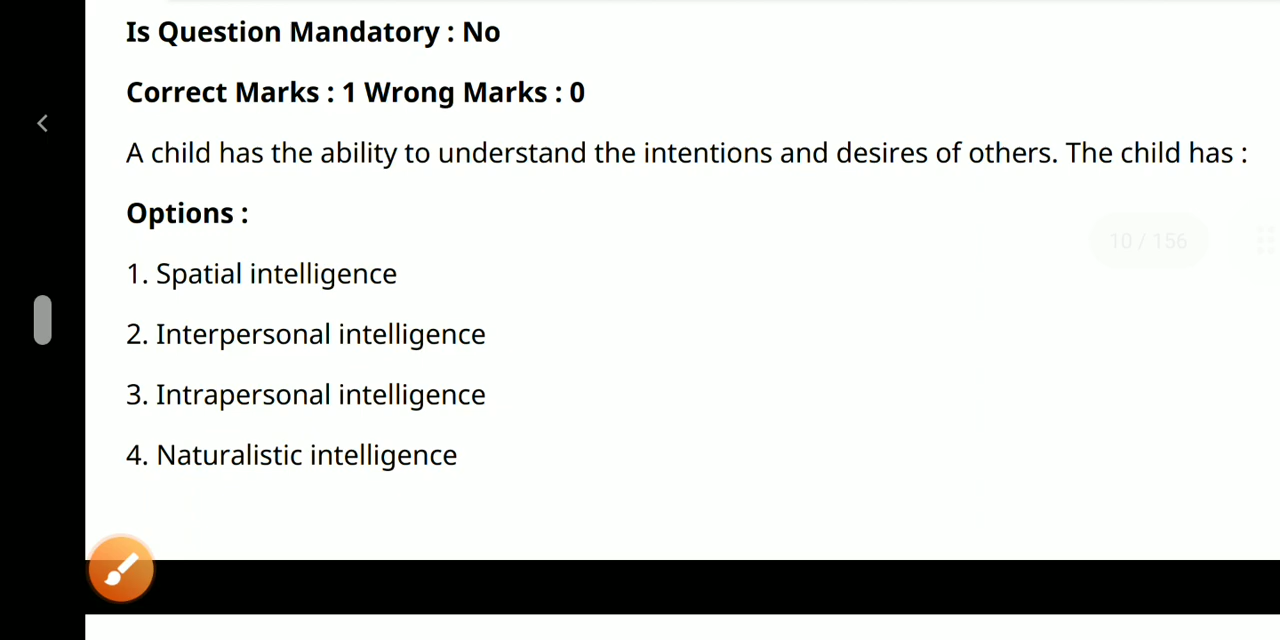 Is Question Mandatory : No
Correct Marks : 1 Wrong Marks : 0
A child has the ability to understand the intentions and desires of others. The child has :
Options :
10 / 156
1. Spatial intelligence
2. Interpersonal intelligence
3. Intrapersonal intelligence
4. Naturalistic intelligence